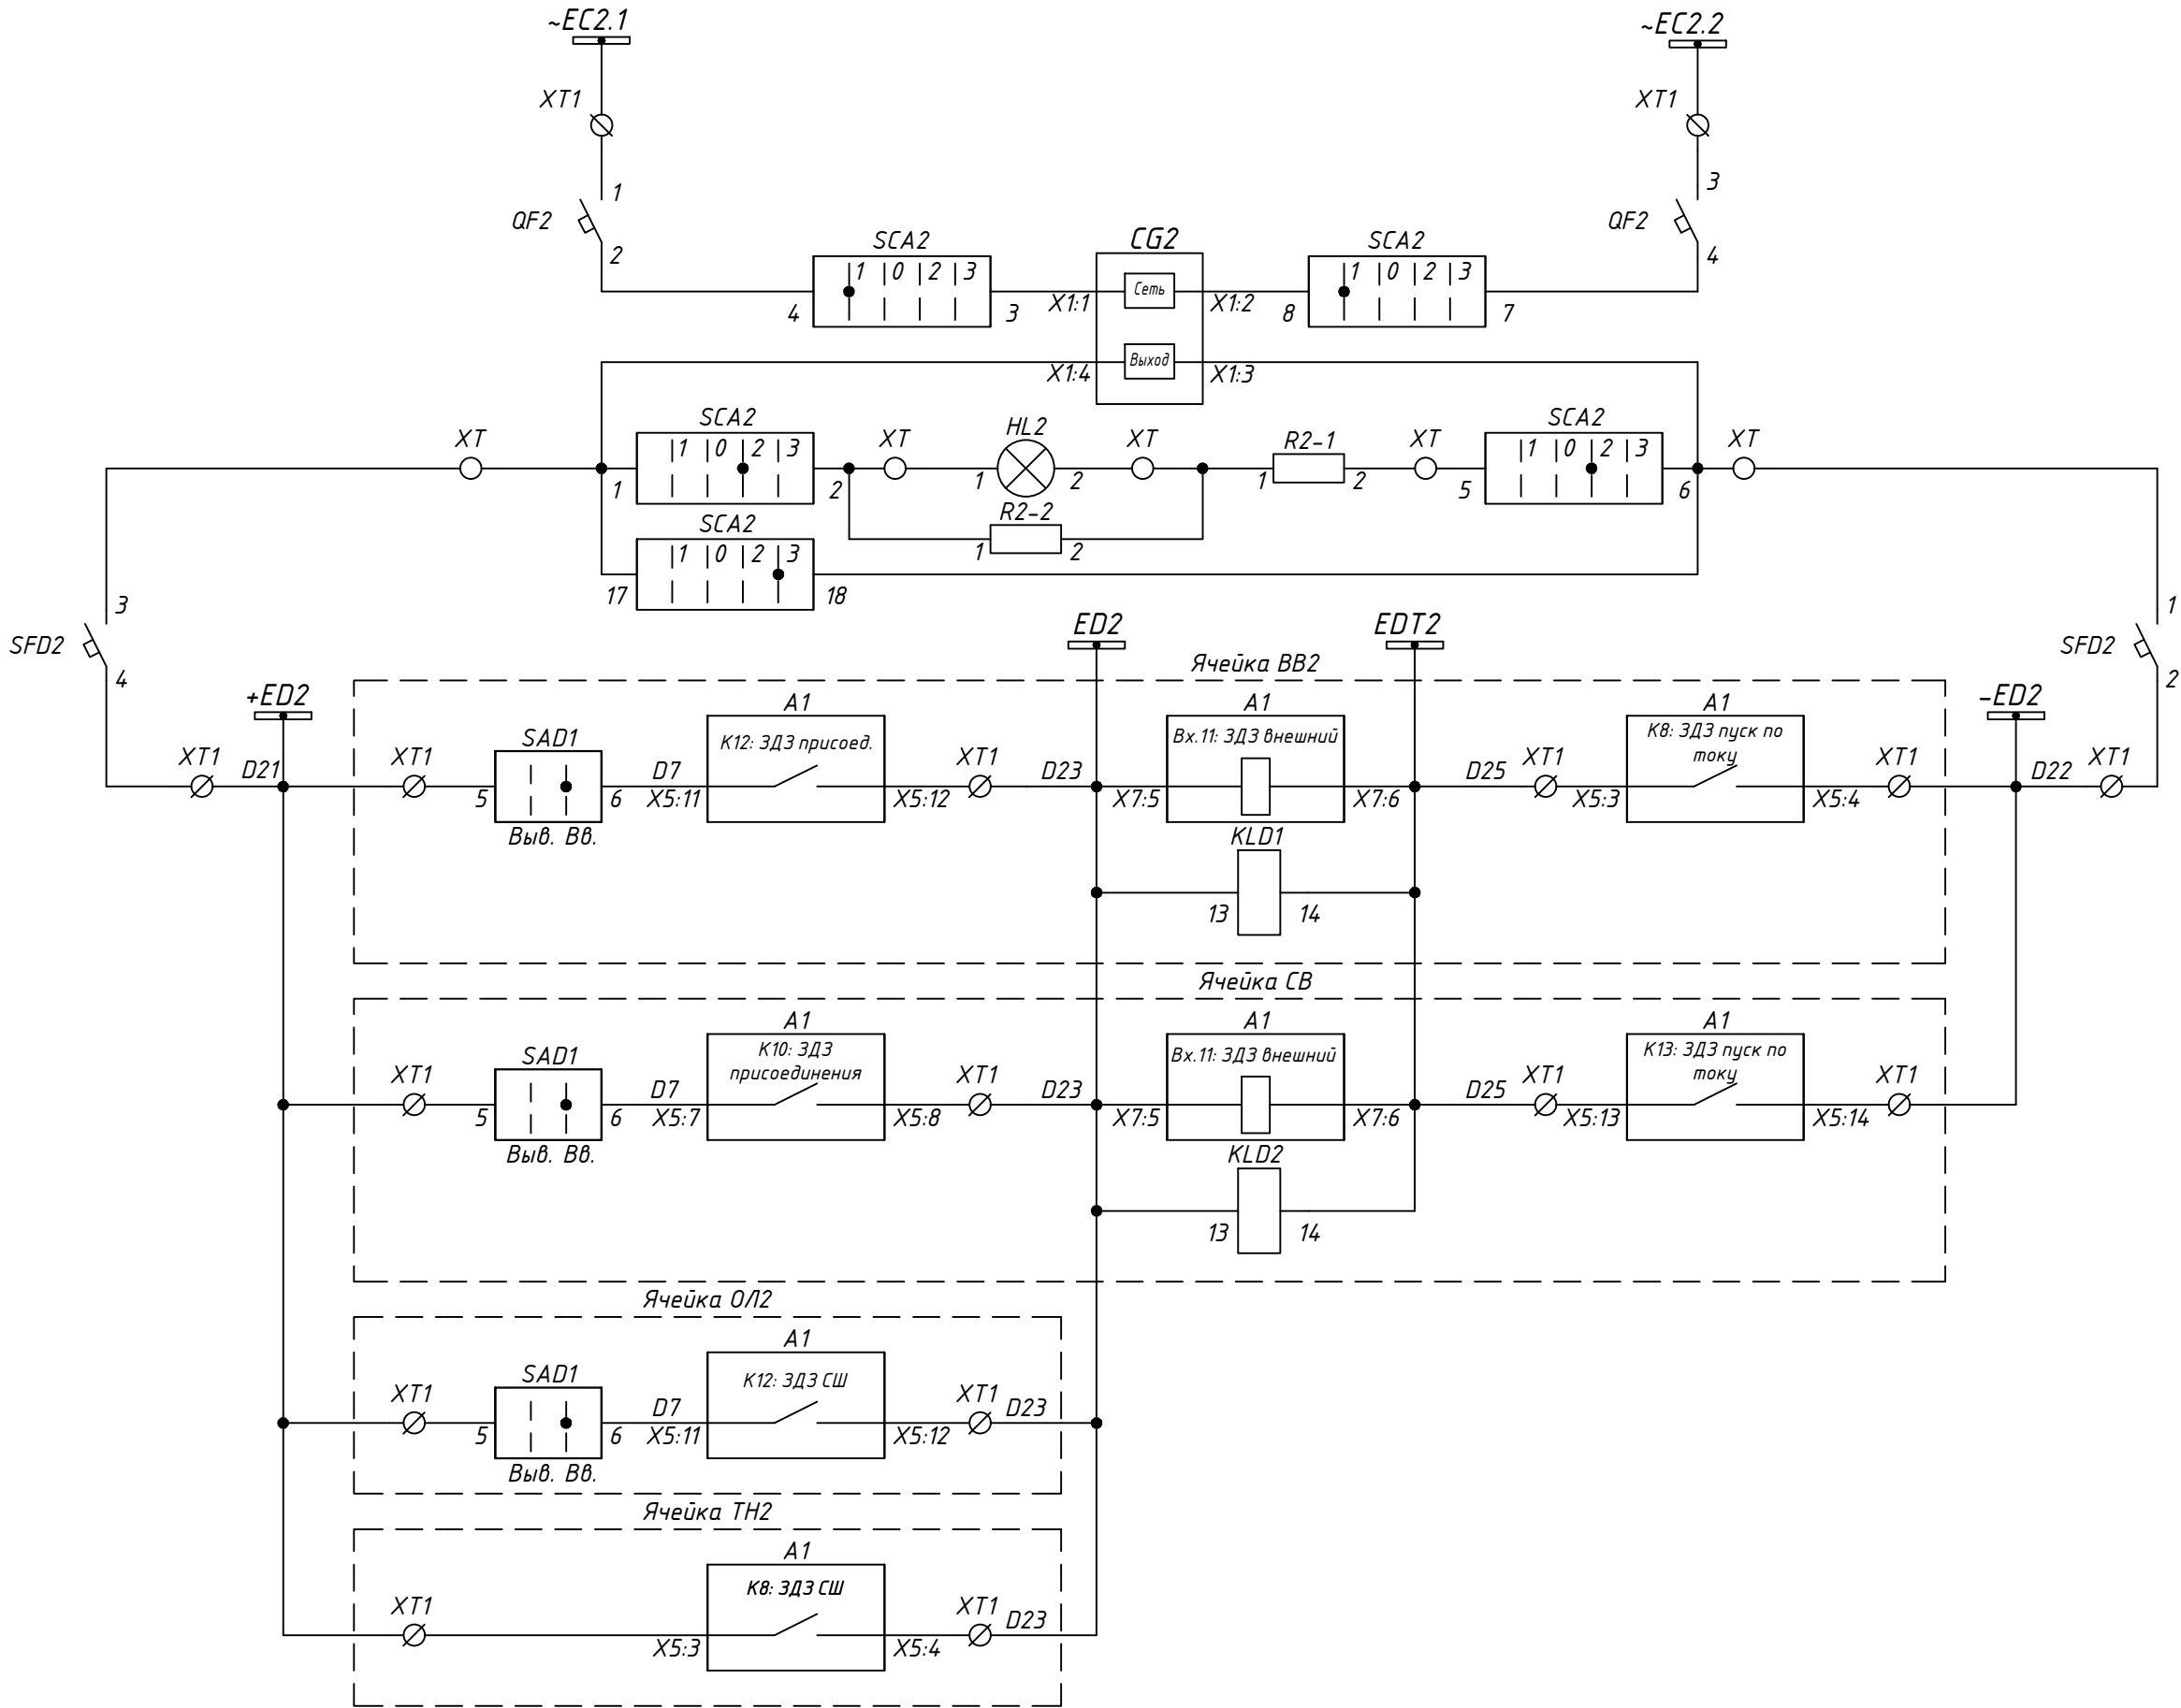 ~EC2.1
~EC2.2
XT1
XT1
1
3
QF2
QF2
2
4
SCA2
CG2
SCA2
1 0 2 3
Сеть
1 0 2 3
4
3
X1:1
X1:2
8
7
Выход
X1:4
X1:3
XT
SCA2
XT
HL2
XT
R2-1
XT
SCA2
XT
1 0 2 3
1 0 2 3
1
2
1
2
1
2
5
6
SCA2
R2-2
1 0 2 3
1
2
17
18
3
1
SFD2
SFD2
4
2
ED2
EDT2
+ED2
-ED2
Ячейка ВВ2
XT1
D21
XT1
SAD1
D7
A1
К12: ЗДЗ присоед.
XT1
D23
A1
Вх.11: ЗДЗ внешний
D25
XT1
A1
К8: ЗДЗ пуск по
току
XT1
D22
XT1
5
6
X5:11
X5:12
X7:5
X7:6
X5:3
X5:4
Выв. Вв.
KLD1
13
14
Ячейка СВ
XT1
SAD1
D7
A1
К10: ЗДЗ
присоединения
XT1
D23
A1
Вх.11: ЗДЗ внешний
D25
XT1
A1
К13: ЗДЗ пуск по
току
XT1
5
6
X5:7
X5:8
X7:5
X7:6
X5:13
X5:14
Выв. Вв.
KLD2
13
14
Ячейка ОЛ2
XT1
SAD1
D7
A1
К12: ЗДЗ СШ
XT1
D23
5
6
X5:11
X5:12
Выв. Вв.
Ячейка ТН2
XT1
A1
К8: ЗДЗ СШ
XT1
D23
X5:3
X5:4